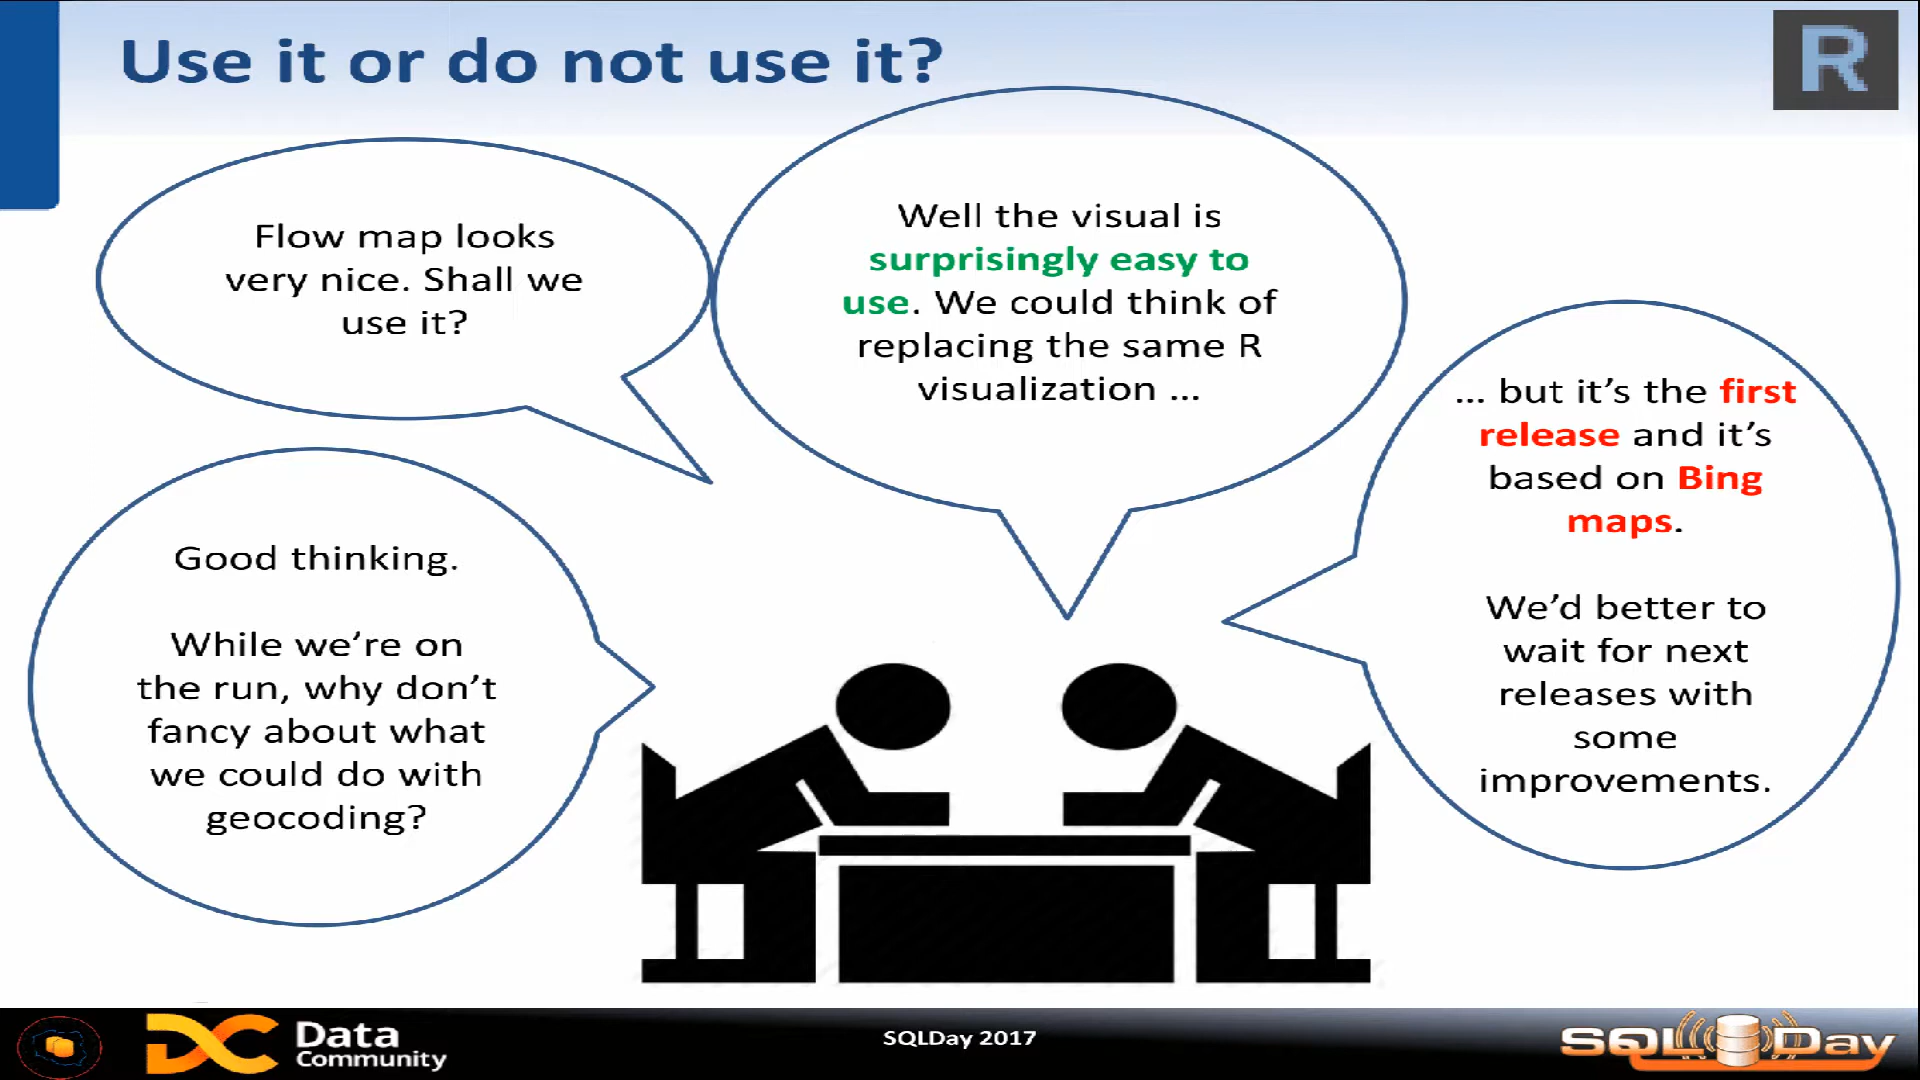 Use it or do not use it?
R
Flow map looks
very nice. Shall we
use it?
Well the visual is
surprisingly easy to
use. We could think of
replacing the same R
visualization ...
... but it's the first
release and it's
based on Bing
maps.
We'd better to
wait for next
releases with
some
improvements.
Good thinking.
While we're on
the run, why don't
fancy about what
we could do with
geocoding?
DC Data
Community
SQLDay 2017
SQL Day